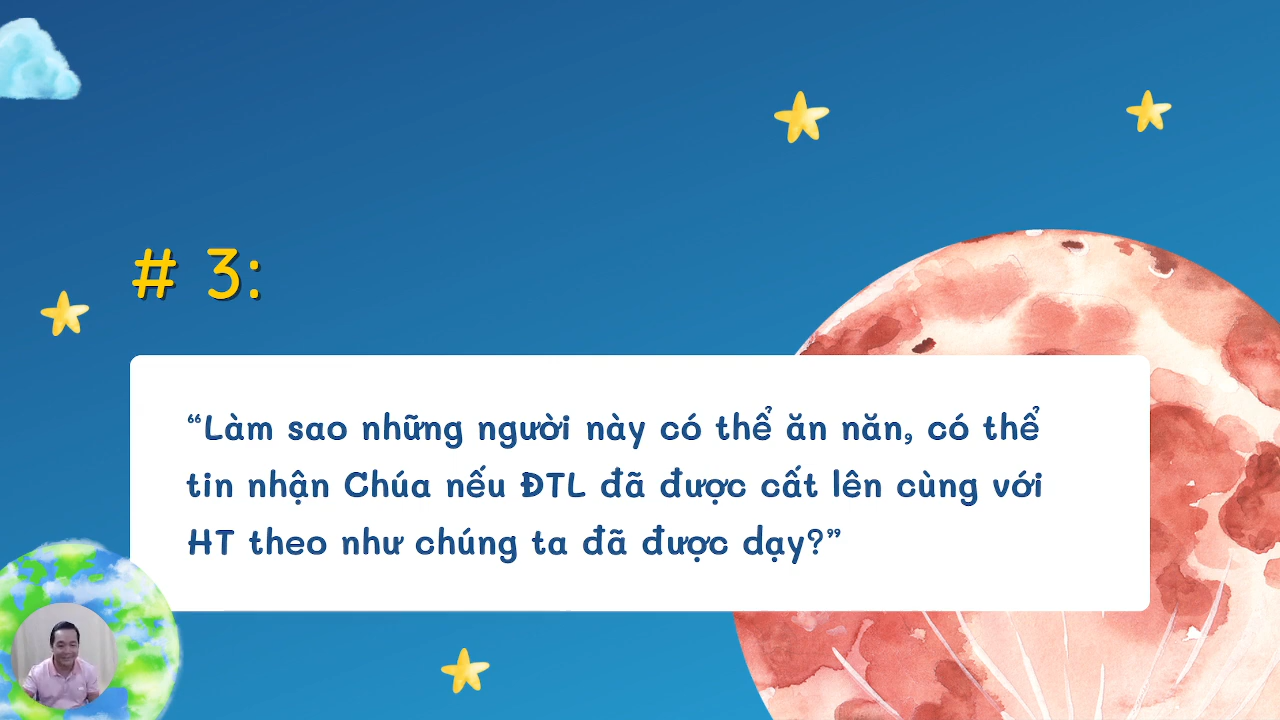 # 3:
“Làm sao những người này có thể ăn năn, có thể
tin nhận Chúa nếu ĐTL đã được cất lên cùng với
HT theo như chúng ta đã được dạy?”